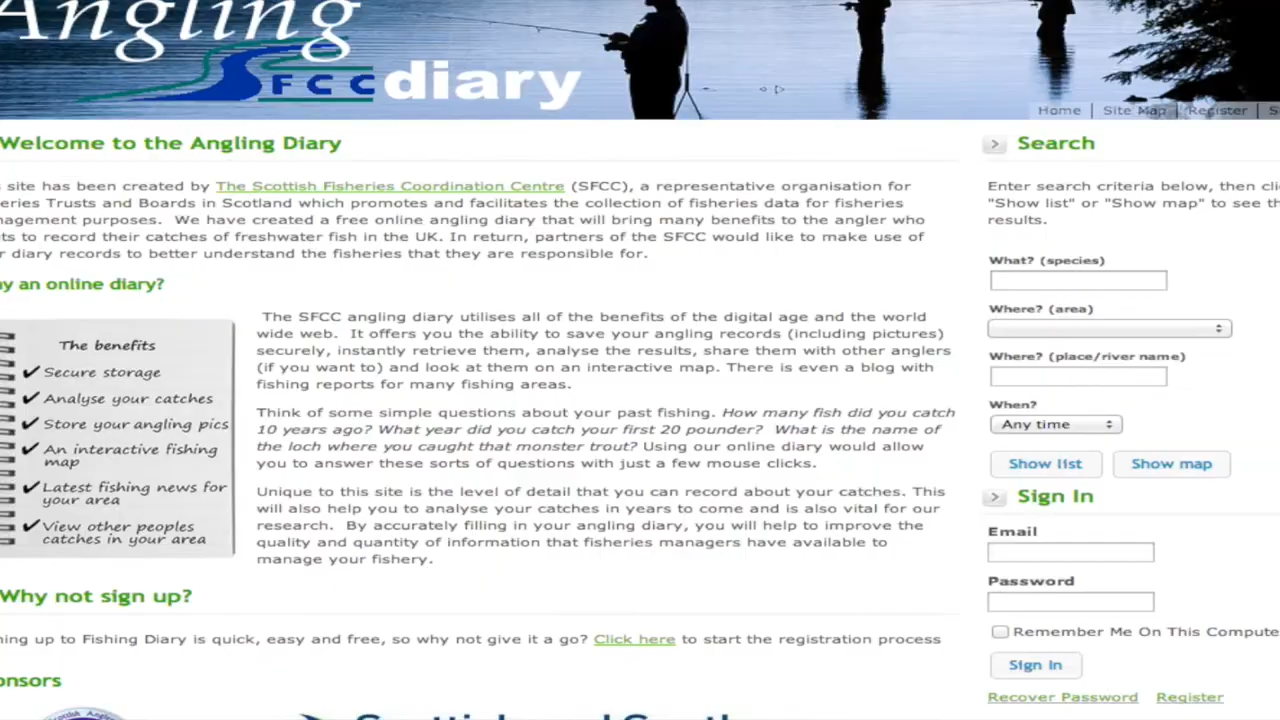 Angling
SFCC diary
Home | Site Map | Register | S
Welcome to the Angling Diary
site has been created by The Scottish Fisheries Coordination Centre (SFCC), a representative organisation for
eries Trusts and Boards in Scotland which promotes and facilitates the collection of fisheries data for fisheries
nagement purposes. We have created a free online angling diary that will bring many benefits to the angler who
ts to record their catches of freshwater fish in the UK. In return, partners of the SFCC would like to make use of
r diary records to better understand the fisheries that they are responsible for.
y an online diary?
The benefits
✔ Secure storage
✔ Analyse your catches
✔ Store your angling pics
✔ An interactive fishing
map
✔ Latest fishing news for
your area
✔ View other peoples
catches in your area
The SFCC angling diary utilises all of the benefits of the digital age and the world
wide web. It offers you the ability to save your angling records (including pictures)
securely, instantly retrieve them, analyse the results, share them with other anglers
(if you want to) and look at them on an interactive map. There is even a blog with
fishing reports for many fishing areas.
Think of some simple questions about your past fishing. How many fish did you catch
10 years ago? What year did you catch your first 20 pounder? What is the name of
the loch where you caught that monster trout? Using our online diary would allow
you to answer these sorts of questions with just a few mouse clicks.
Unique to this site is the level of detail that you can record about your catches. This
will also help you to analyse your catches in years to come and is also vital for our
research. By accurately filling in your angling diary, you will help to improve the
quality and quantity of information that fisheries managers have available to
manage your fishery.
Why not sign up?
ning up to Fishing Diary is quick, easy and free, so why not give it a go? Click here to start the registration process
onsors
Scottish Angl
Search
Enter search criteria below, then cli
"Show list" or "Show map" to see th
results.
What? (species)
Where? (area)
Where? (place/river name)
When?
Any time
Show list Show map
Sign In
Email
Password
Remember Me On This Compute
Sign In
Recover Password Register